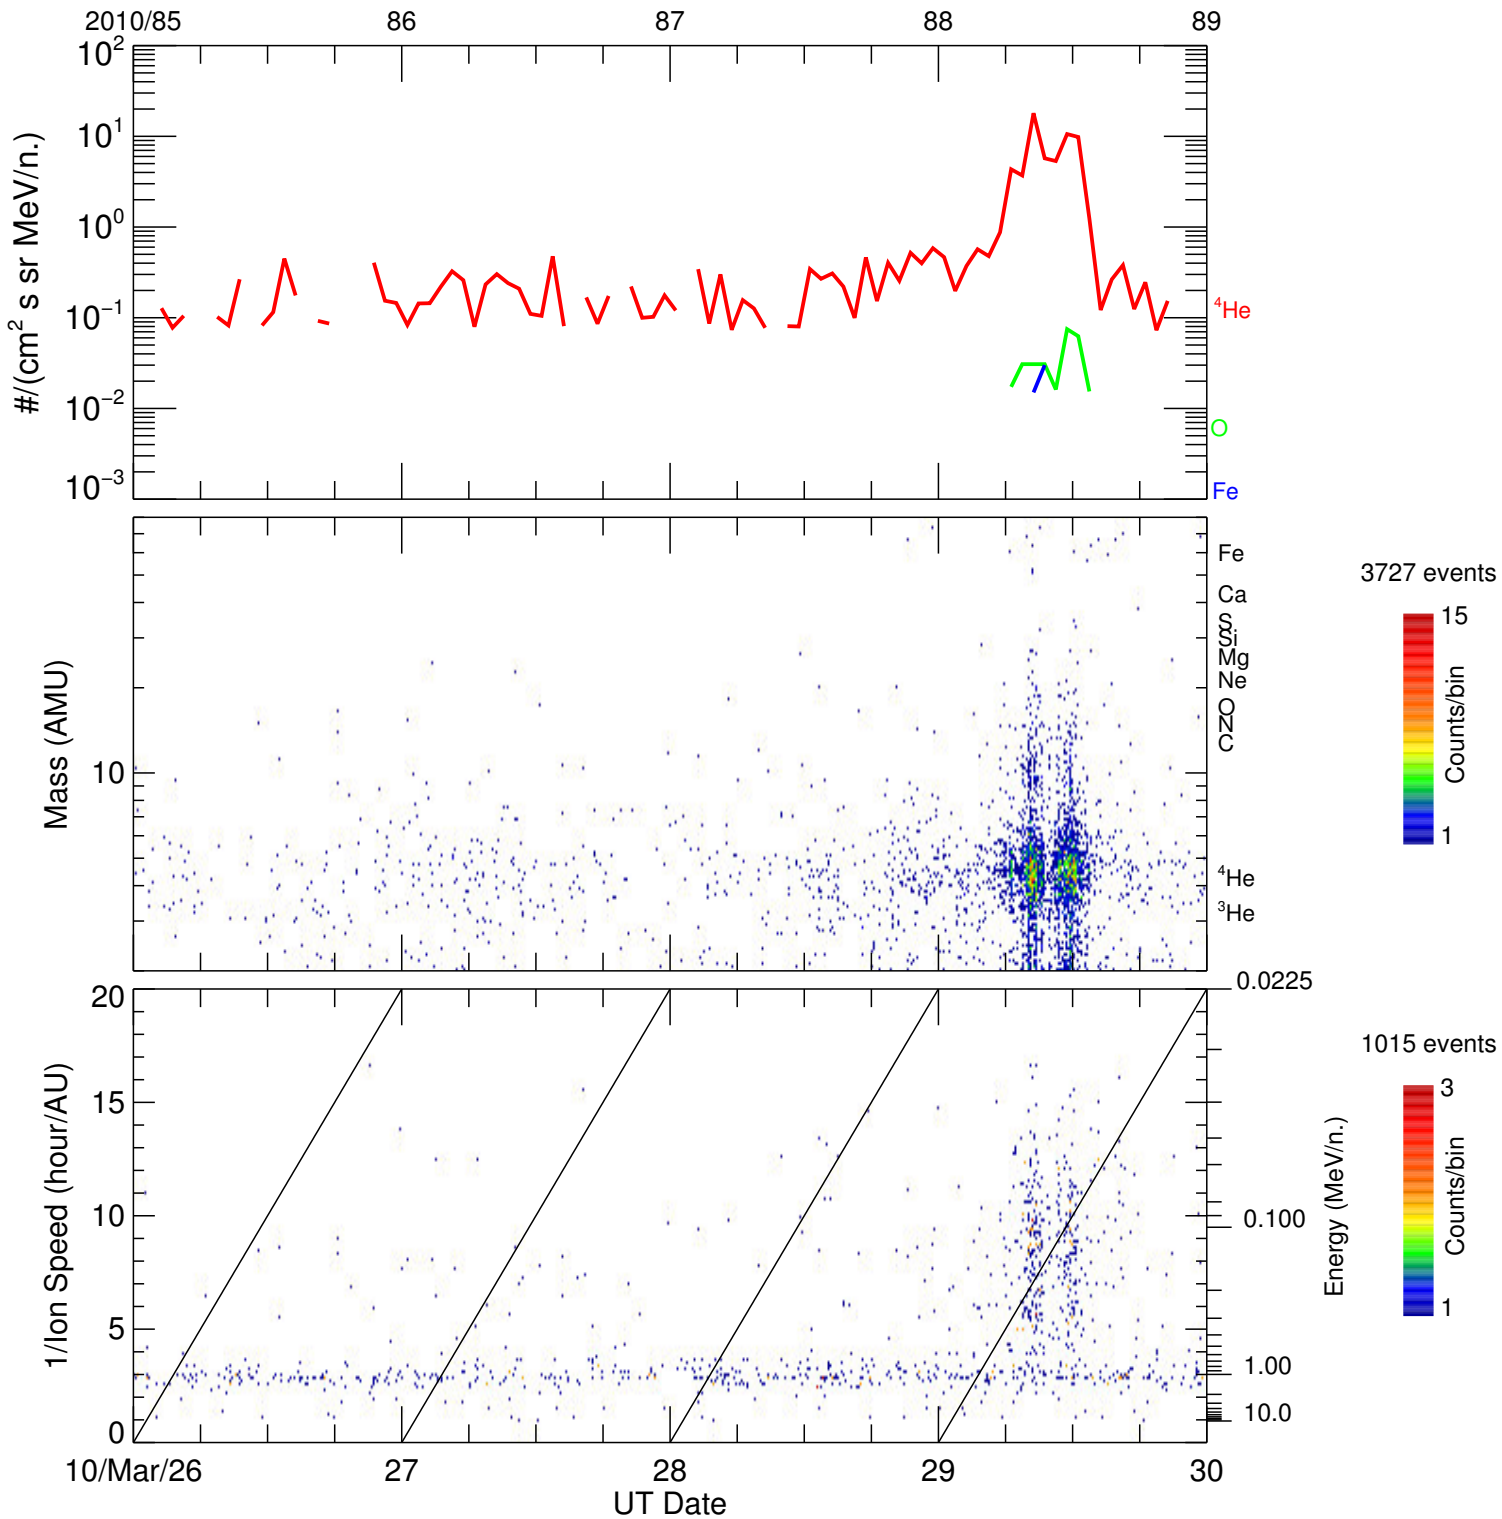 2010/85 86 87 88 89
10² 10¹ 10⁰ 10⁻¹ 10⁻² 10⁻³
#/(cm² s sr MeV/n.)
⁴He
O
Fe
Mass (AMU)
10
Fe
Ca
S
Si
Mg
Ne
O
N
C
⁴He
³He
3727 events
15
Counts/bin
1
1/Ion Speed (hour/AU)
20
15
10
5
0
0.0225
0.100
1.00
10.0
Energy (MeV/n.)
1015 events
3
Counts/bin
1
10/Mar/26 27 28 29 30
UT Date